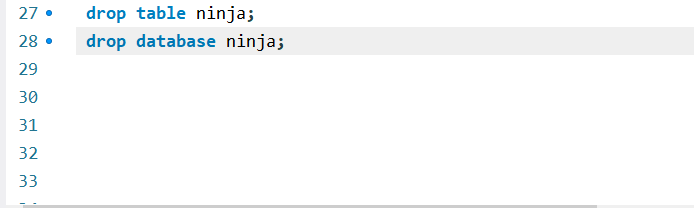 27 drop table ninja;
28 drop database ninja;
29
30
31
32
33